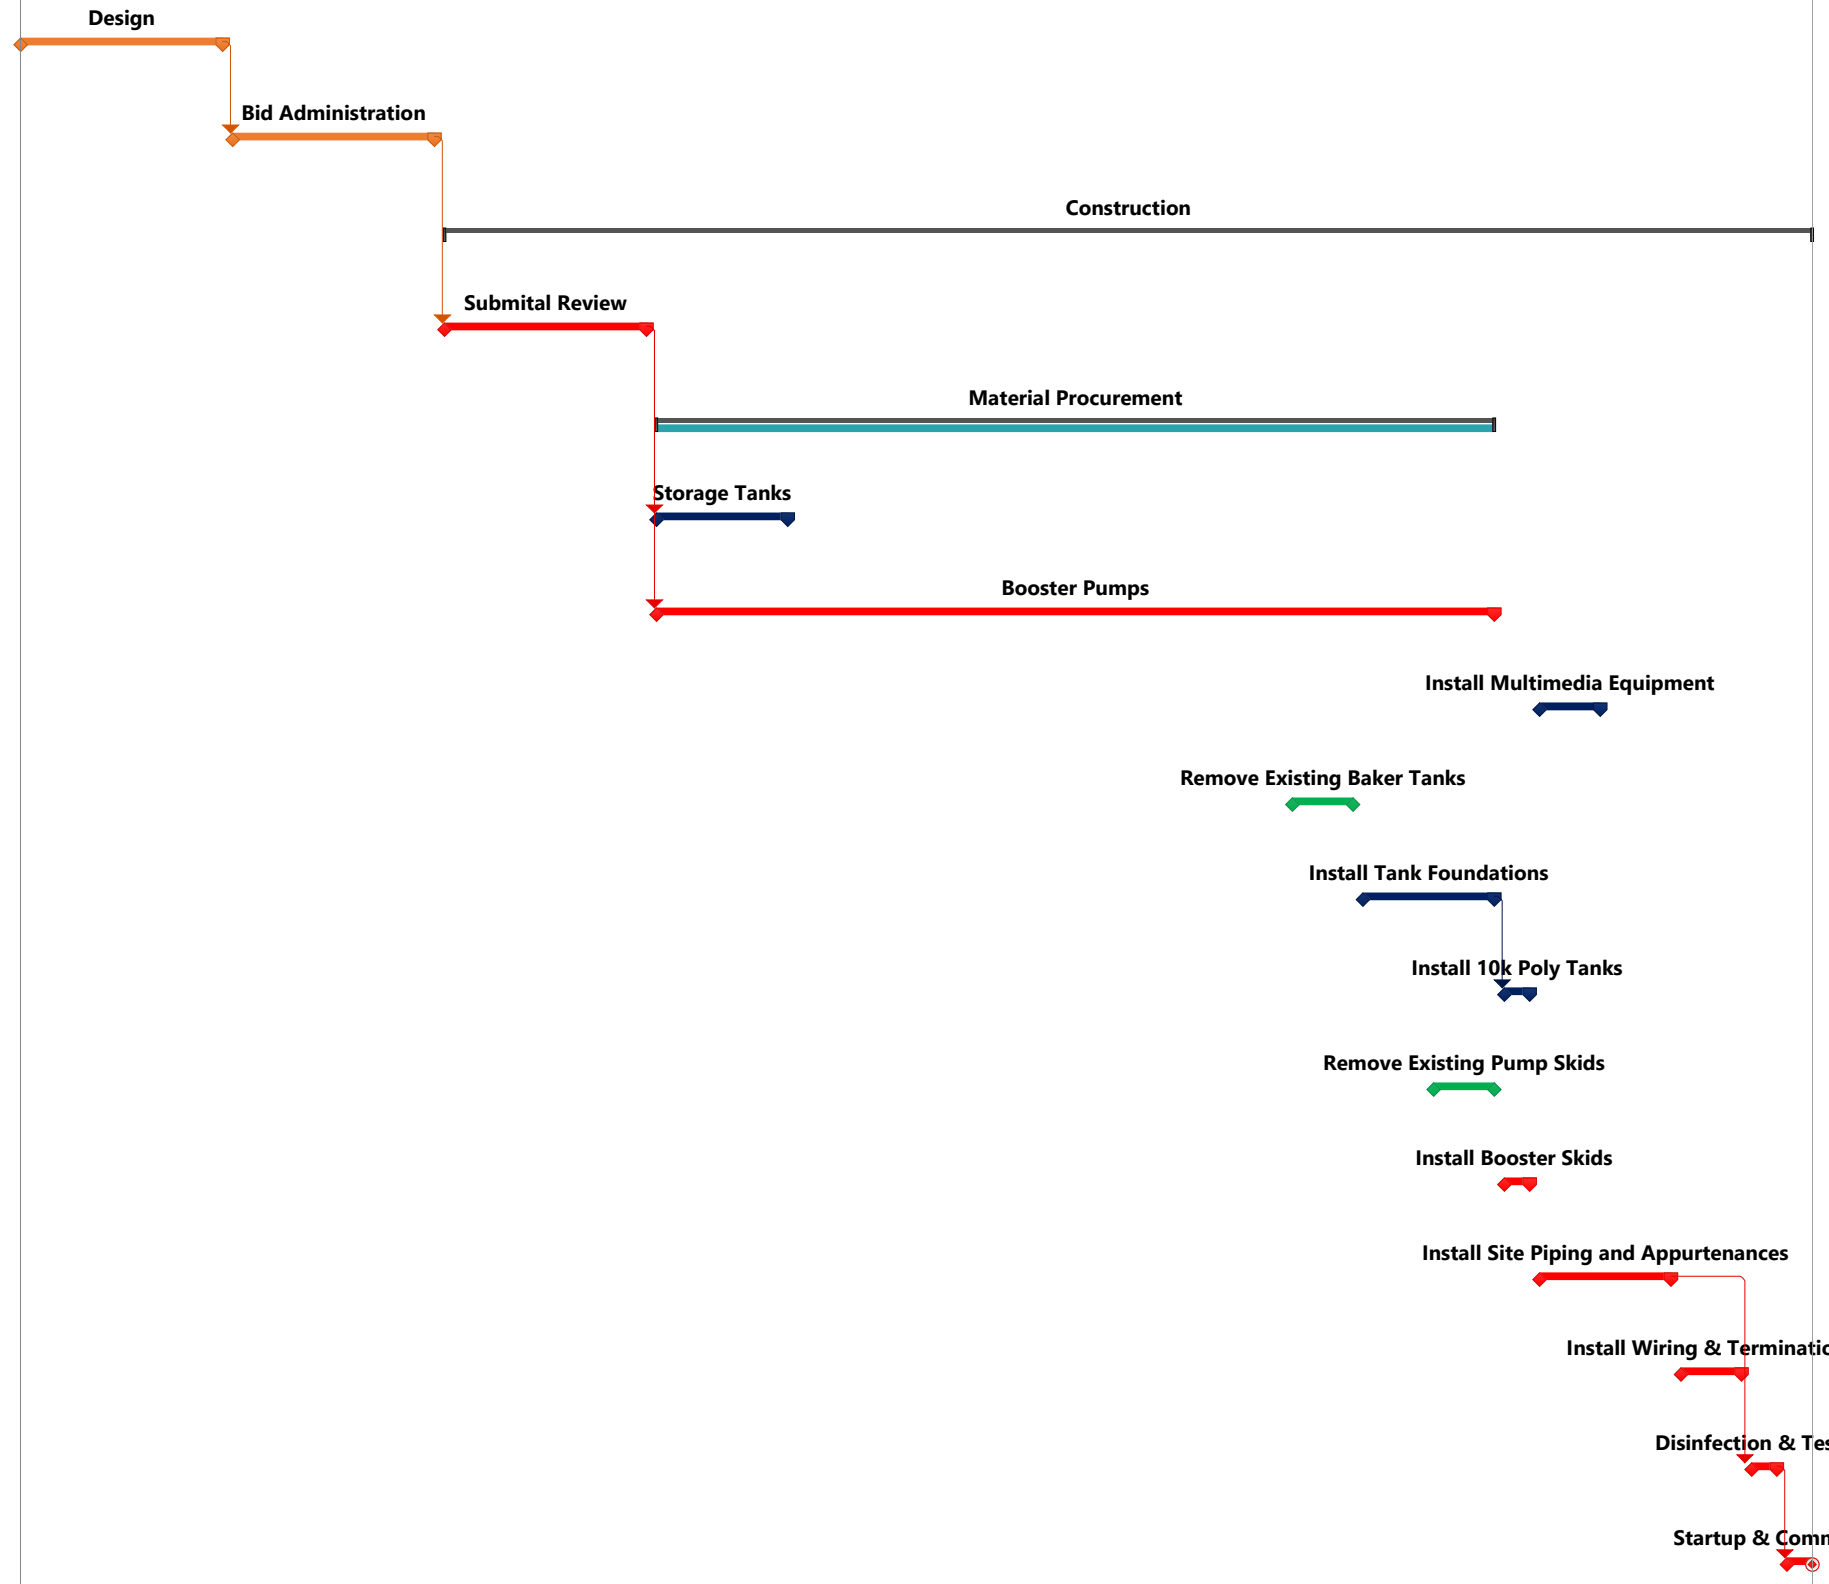 Design
Bid Administration
Construction
Submital Review
Material Procurement
Storage Tanks
Booster Pumps
Install Multimedia Equipment
Remove Existing Baker Tanks
Install Tank Foundations
Install 10k Poly Tanks
Remove Existing Pump Skids
Install Booster Skids
Install Site Piping and Appurtenances
Install Wiring &
Disinfection &
Startup &